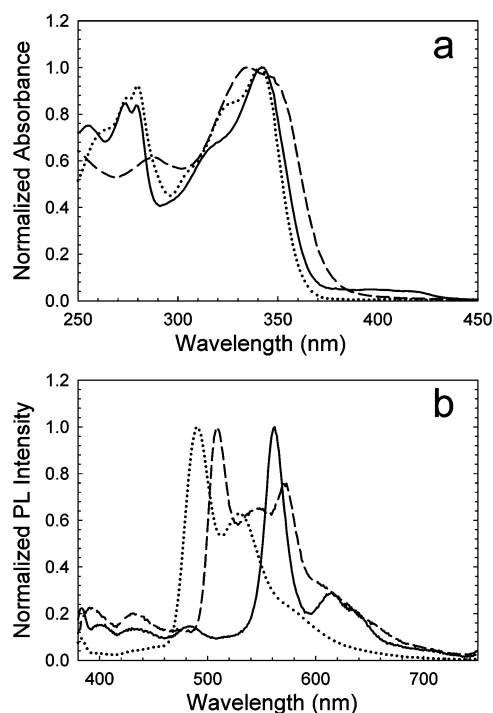 a
Normalized Absorbance
1.2
1.0
0.8
0.6
0.4
0.2
0.0
250 300 350 400 450
Wavelength (nm)
b
Normalized PL Intensity
1.2
1.0
0.8
0.6
0.4
0.2
0.0
400 500 600 700
Wavelength (nm)